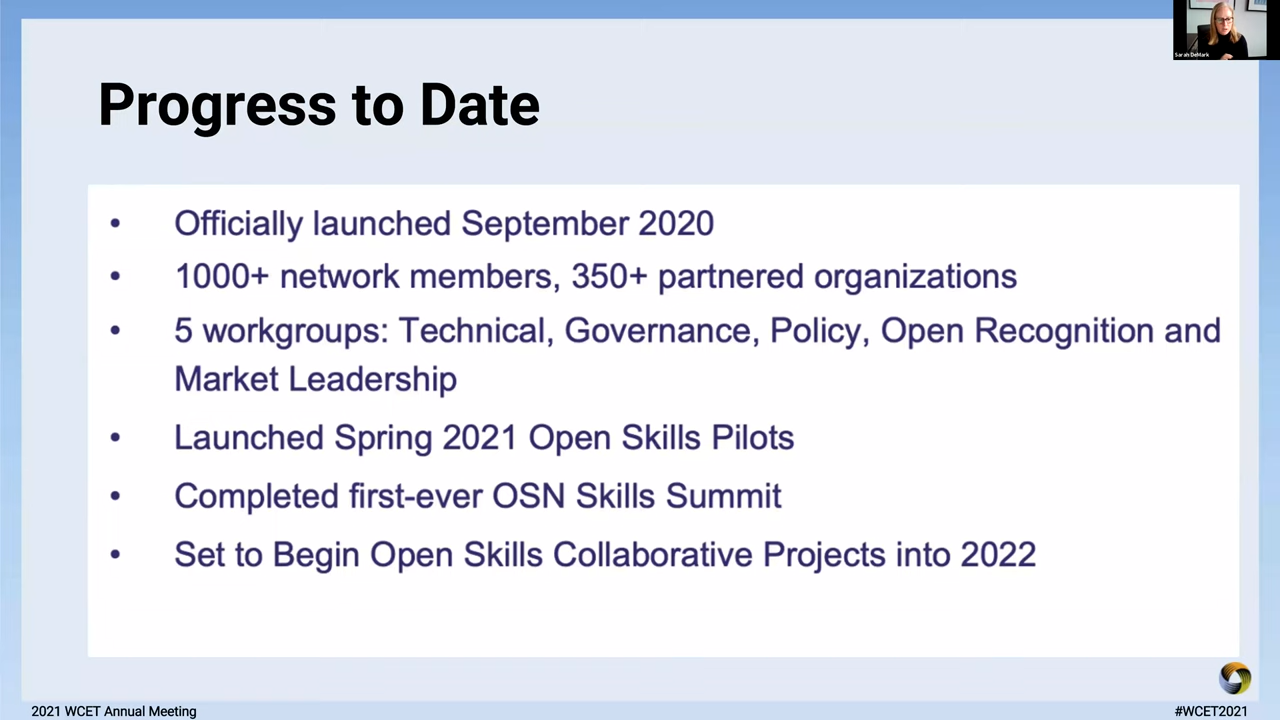 Sarah DeMark
Progress to Date
• Officially launched September 2020
• 1000+ network members, 350+ partnered organizations
• 5 workgroups: Technical, Governance, Policy, Open Recognition and
Market Leadership
• Launched Spring 2021 Open Skills Pilots
• Completed first-ever OSN Skills Summit
• Set to Begin Open Skills Collaborative Projects into 2022
2021 WCET Annual Meeting
#WCET2021